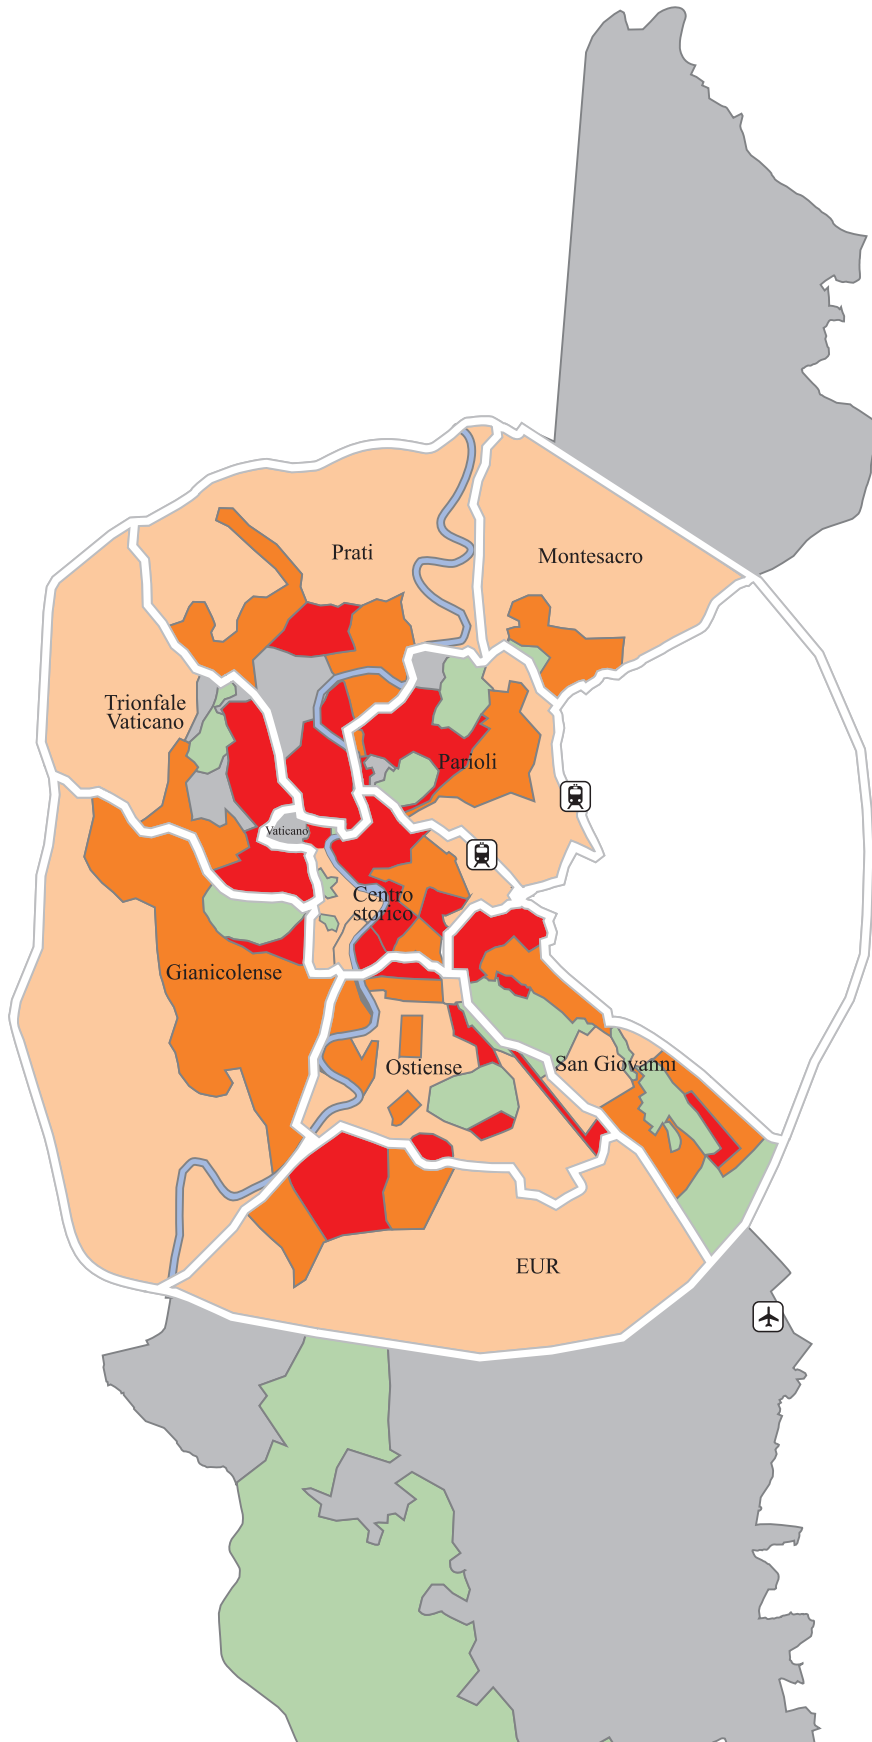 Prati
Montesacro
Trionfale
Vaticano
Parioli
Vaticano
Centro
storico
Gianicolense
Ostiense
San Giovanni
EUR